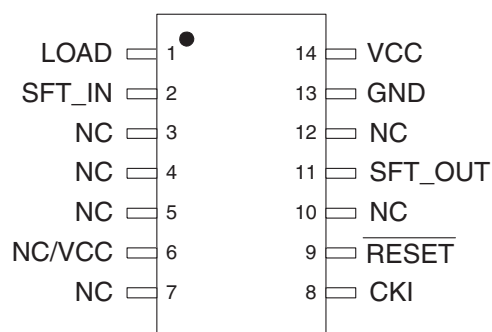 LOAD 1 14 VCC
SFT_IN 2 13 GND
NC 3 12 NC
NC 4 11 SFT_OUT
NC 5 10 NC
NC/VCC 6 9 RESET
NC 7 8 CKI